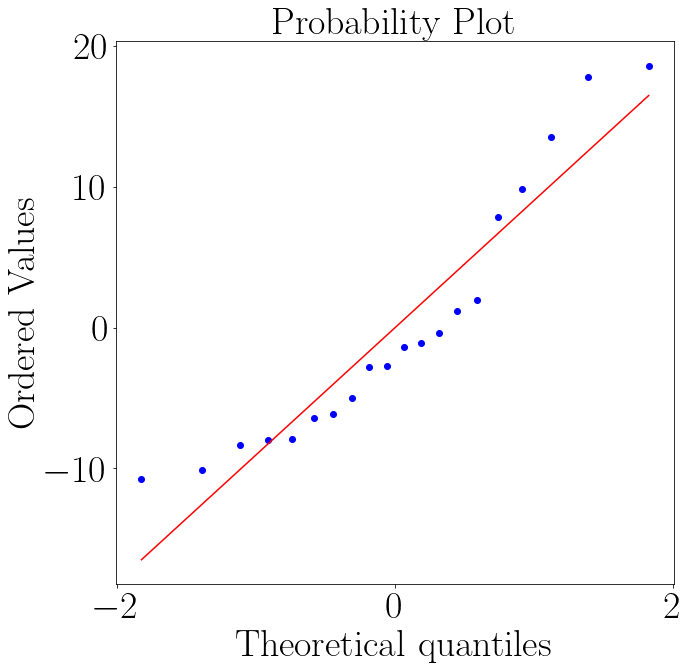 Probability Plot
20
10
0
−10
Ordered Values
−2 0 2
Theoretical quantiles